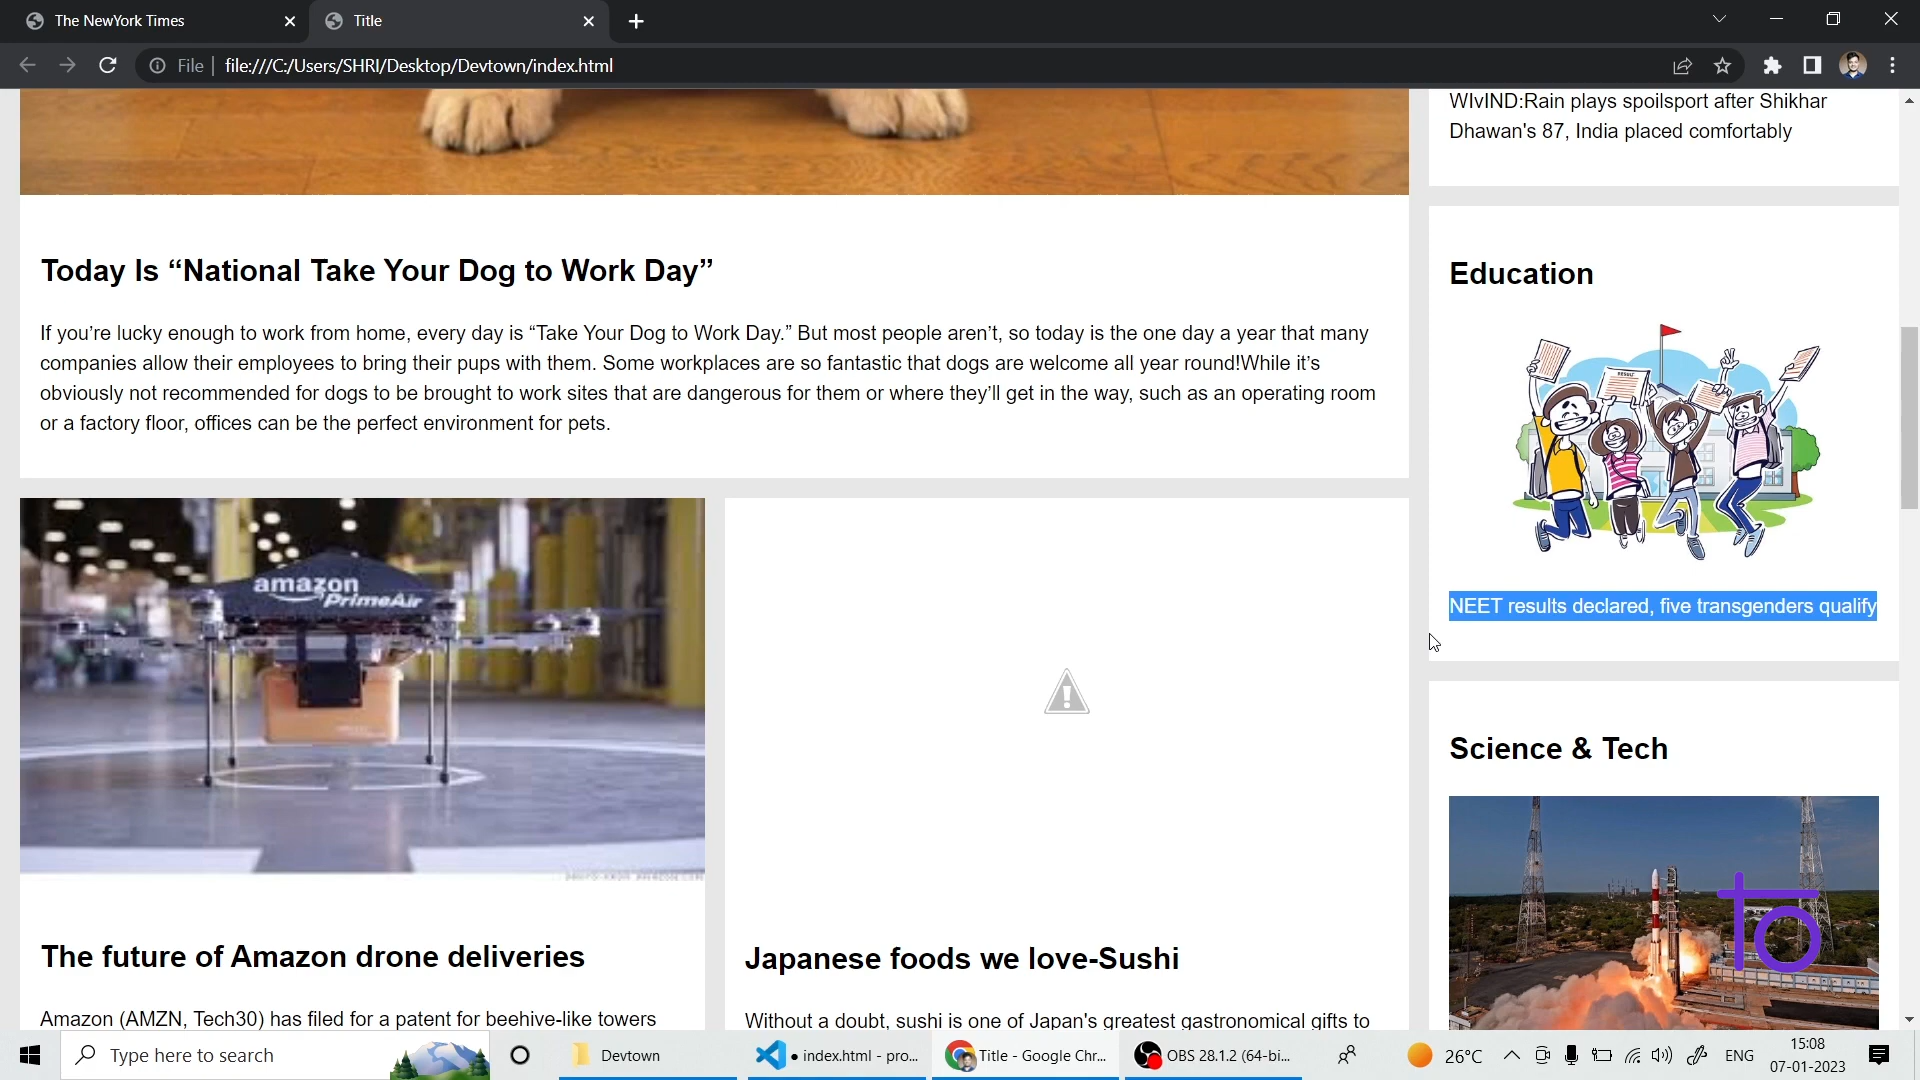 The NewYork Times
Title
File
file:///C:/Users/SHRI/Desktop/Devtown/index.html
WIvIND:Rain plays spoilsport after Shikhar
Dhawan's 87, India placed comfortably
Today Is “National Take Your Dog to Work Day”
If you’re lucky enough to work from home, every day is “Take Your Dog to Work Day.” But most people aren’t, so today is the one day a year that many
companies allow their employees to bring their pups with them. Some workplaces are so fantastic that dogs are welcome all year round!While it’s
obviously not recommended for dogs to be brought to work sites that are dangerous for them or where they’ll get in the way, such as an operating room
or a factory floor, offices can be the perfect environment for pets.
Education
RESULT
NEET results declared, five transgenders qualify
amazon
PrimeAir
The future of Amazon drone deliveries
Amazon (AMZN, Tech30) has filed for a patent for beehive-like towers
Japanese foods we love-Sushi
Without a doubt, sushi is one of Japan's greatest gastronomical gifts to
Science & Tech
to
Type here to search
Devtown
● index.html - pro...
Title - Google Chr...
OBS 28.1.2 (64-bi...
26°C
ENG
15:08
07-01-2023